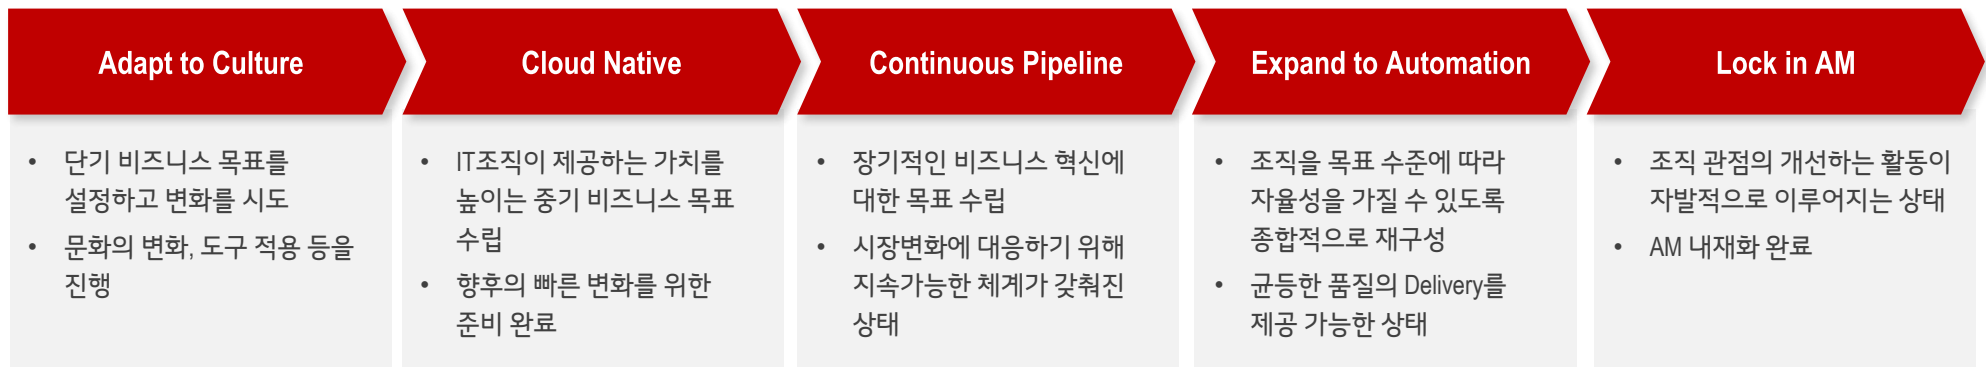 Adapt to Culture
• 단기 비즈니스 목표를
설정하고 변화를 시도
• 문화의 변화, 도구 적용 등을
진행
Cloud Native
• IT조직이 제공하는 가치를
높이는 중기 비즈니스 목표
수립
• 향후의 빠른 변화를 위한
준비 완료
Continuous Pipeline
• 장기적인 비즈니스 혁신에
대한 목표 수립
• 시장변화에 대응하기 위해
지속가능한 체계가 갖춰진
상태
Expand to Automation
• 조직을 목표 수준에 따라
자율성을 가질 수 있도록
종합적으로 재구성
• 균등한 품질의 Delivery를
제공 가능한 상태
Lock in AM
• 조직 관점의 개선하는 활동이
자발적으로 이루어지는 상태
• AM 내재화 완료